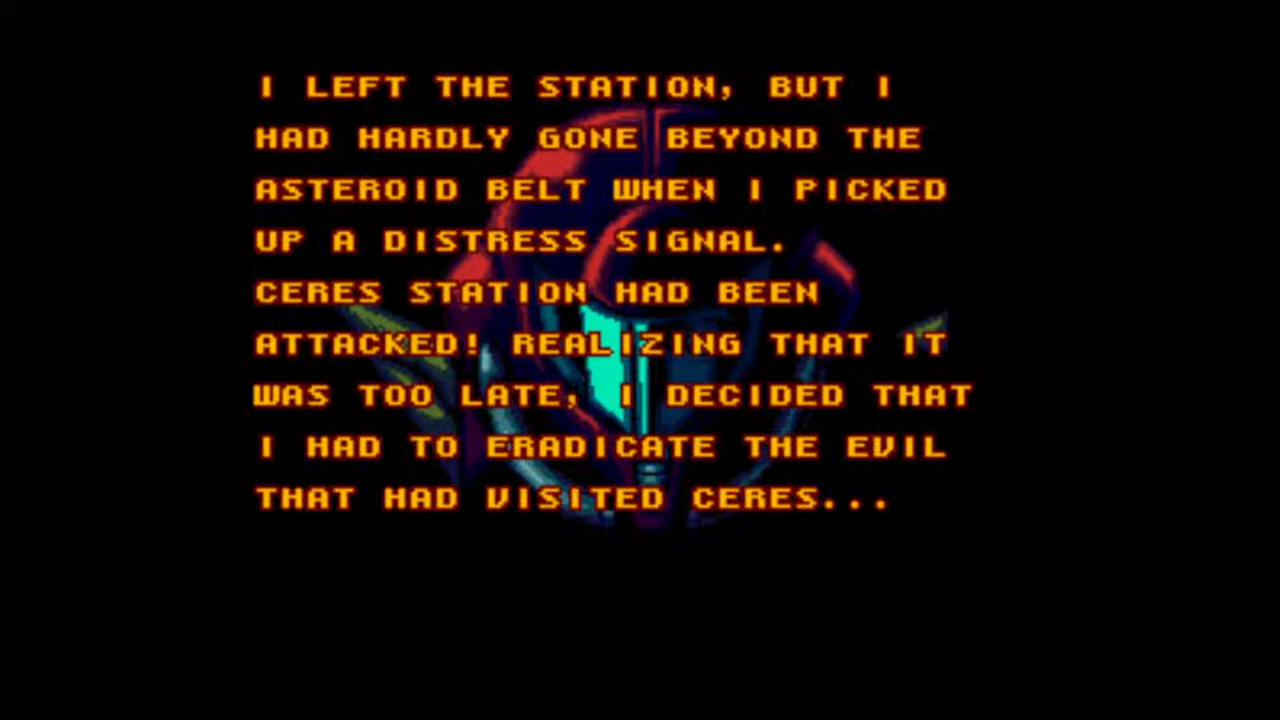 I LEFT THE STATION, BUT I
HAD HARDLY GONE BEYOND THE
ASTEROID BELT WHEN I PICKED
UP A DISTRESS SIGNAL.
CERES STATION HAD BEEN
ATTACKED! REALIZING THAT IT
WAS TOO LATE, I DECIDED THAT
I HAD TO ERADICATE THE EVIL
THAT HAD VISITED CERES...